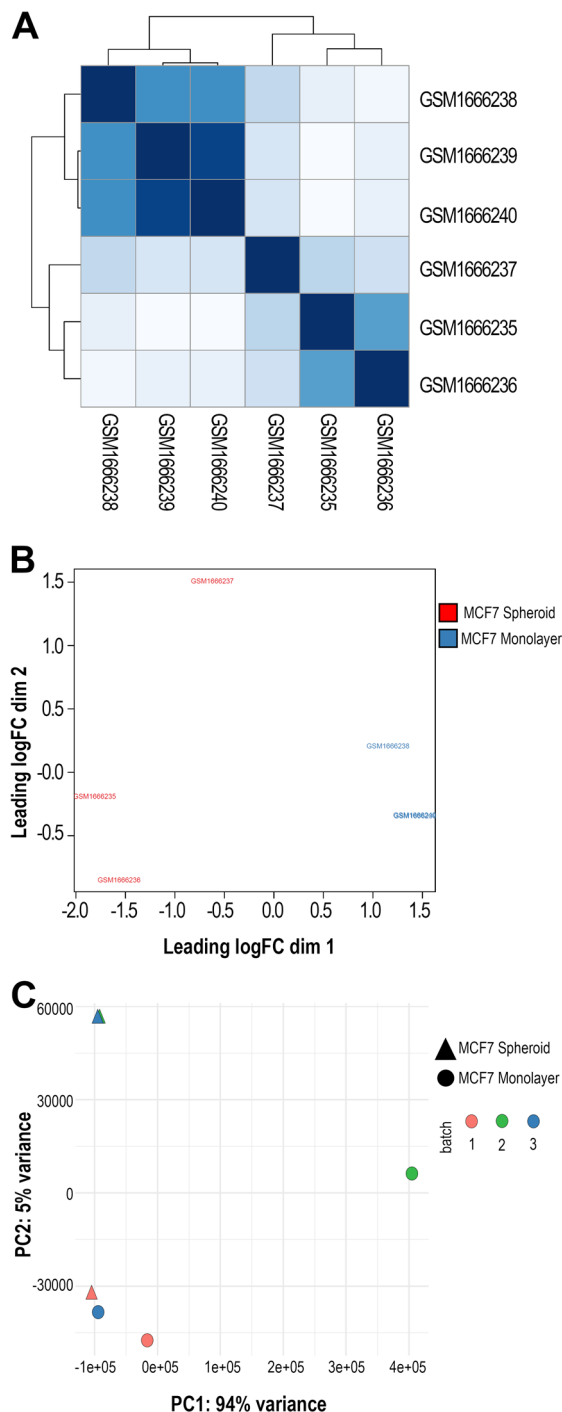 A
GSM1666238
GSM1666239
GSM1666240
GSM1666237
GSM1666235
GSM1666236
GSM1666238
GSM1666239
GSM1666240
GSM1666237
GSM1666235
GSM1666236
B
Leading logFC dim 2
1.5
1.0
0.5
-0.0
-0.5
GSM1666237
GSM1666238
GSM1666235
GSM1666240
GSM1666236
MCF7 Spheroid
MCF7 Monolayer
-2.0 -1.5 -1.0 -0.5 0.0 0.5 1.0 1.5
Leading logFC dim 1
C
PC2: 5% variance
60000
30000
0
-30000
MCF7 Spheroid
MCF7 Monolayer
batch
1 2 3
-1e+05 0e+05 1e+05 2e+05 3e+05 4e+05
PC1: 94% variance